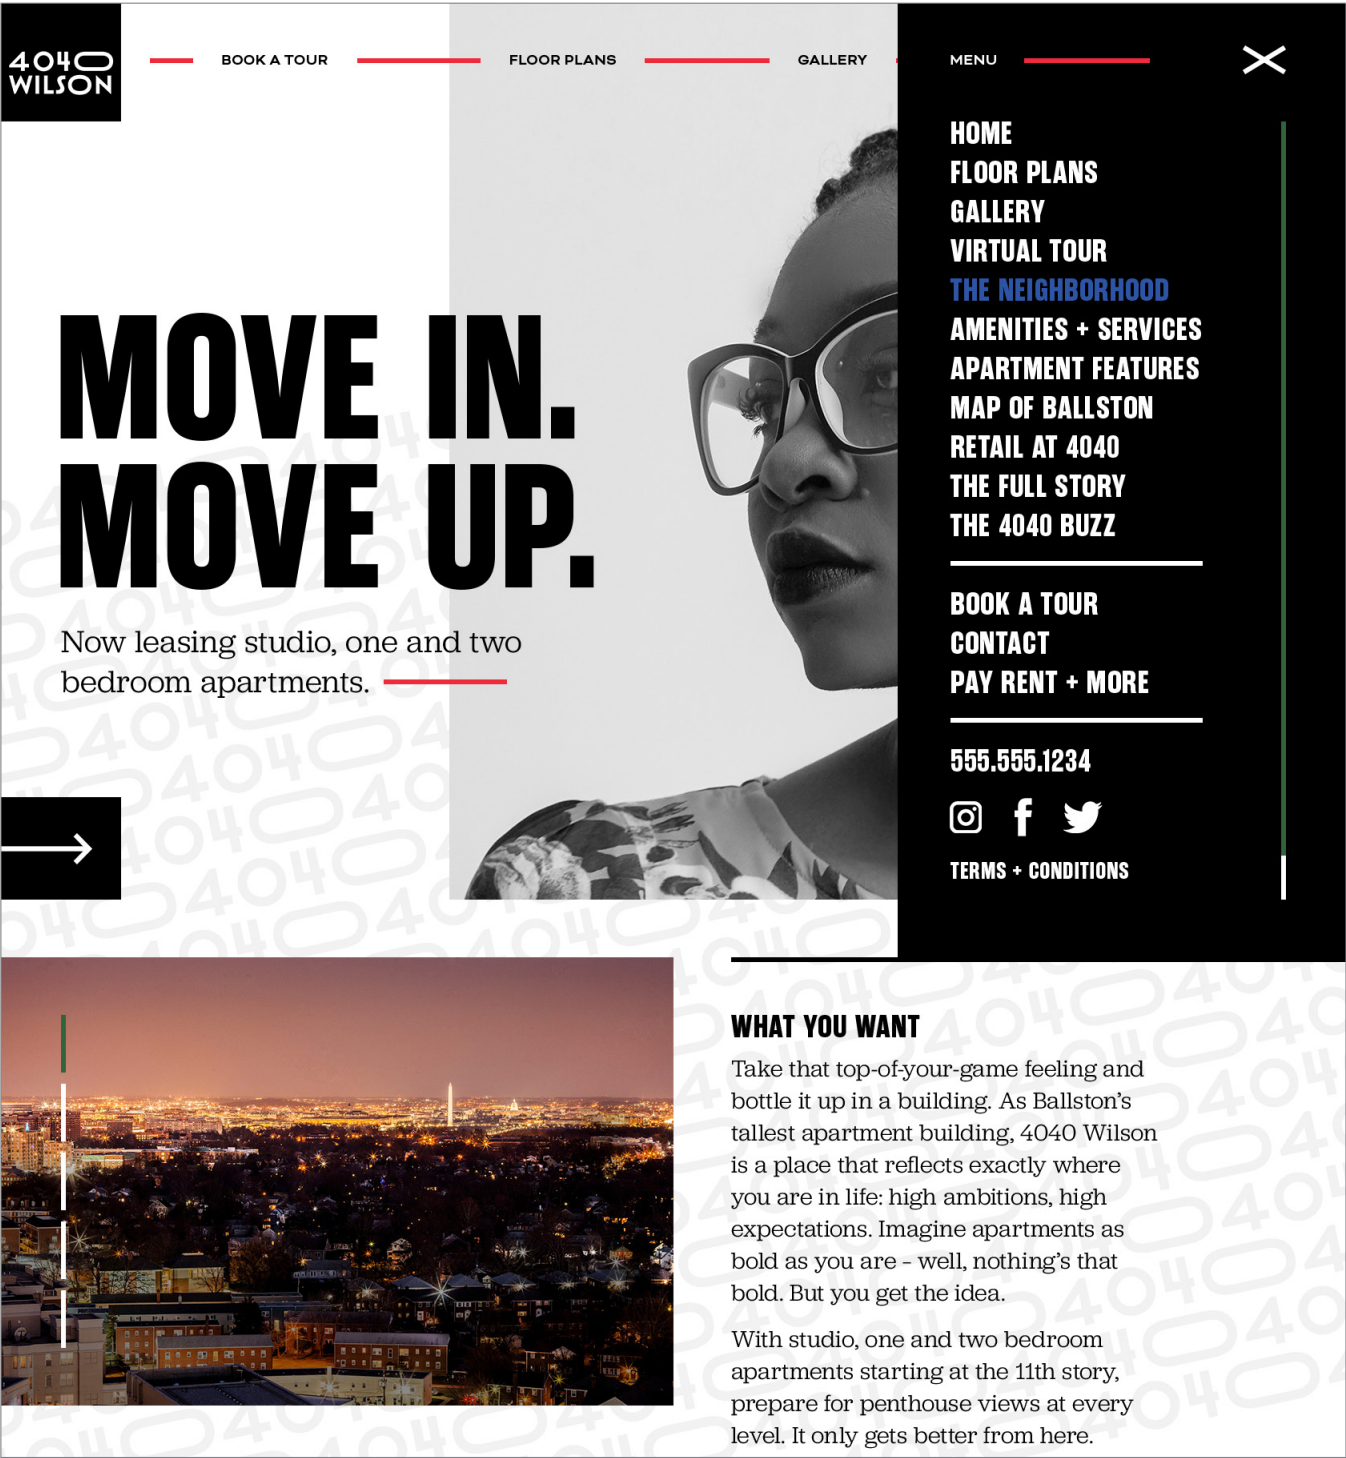 4040
WILSON
BOOK A TOUR
FLOOR PLANS
GALLERY
MENU
HOME
FLOOR PLANS
GALLERY
VIRTUAL TOUR
THE NEIGHBORHOOD
AMENITIES + SERVICES
APARTMENT FEATURES
MAP OF BALLSTON
RETAIL AT 4040
THE FULL STORY
THE 4040 BUZZ
BOOK A TOUR
CONTACT
PAY RENT + MORE
555.555.1234
TERMS + CONDITIONS
MOVE IN.
MOVE UP.
Now leasing studio, one and two
bedroom apartments.
WHAT YOU WANT
Take that top-of-your-game feeling and
bottle it up in a building. As Ballston’s
tallest apartment building, 4040 Wilson
is a place that reflects exactly where
you are in life: high ambitions, high
expectations. Imagine apartments as
bold as you are – well, nothing’s that
bold. But you get the idea.
With studio, one and two bedroom
apartments starting at the 11th story,
prepare for penthouse views at every
level. It only gets better from here.